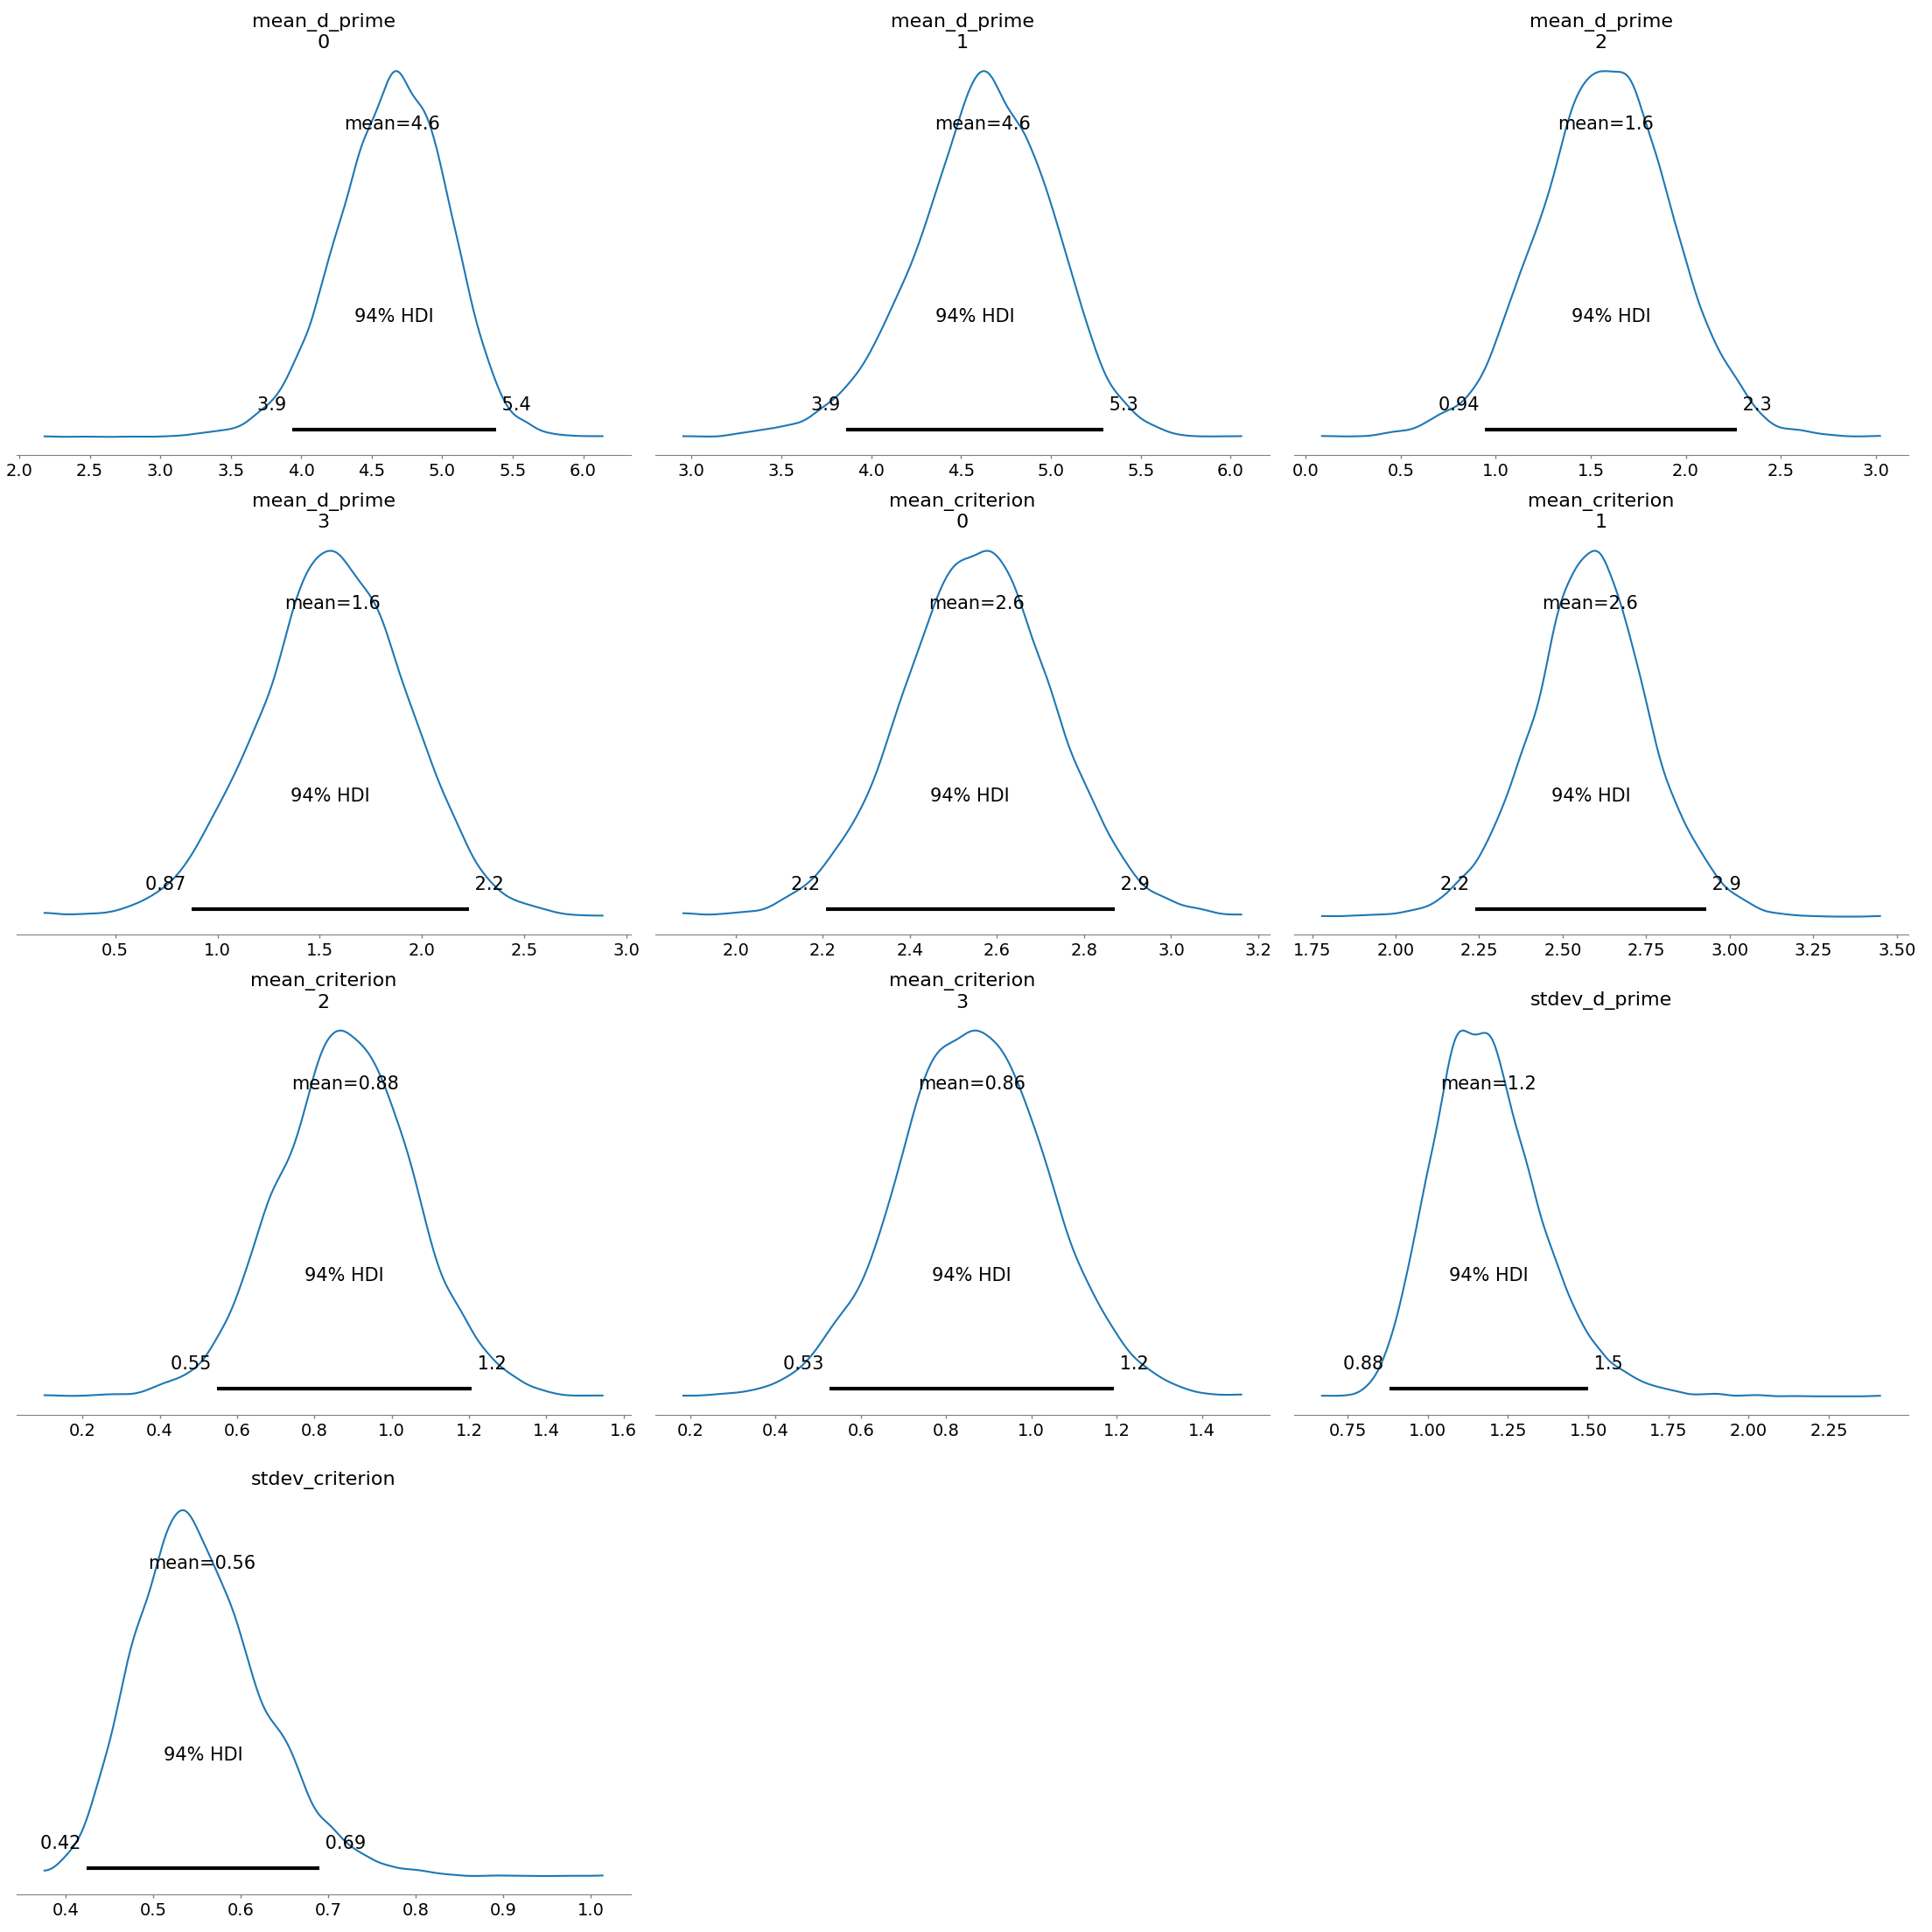 mean_d_prime
0
mean=4.6
94% HDI
3.9 5.4
2.0 2.5 3.0 3.5 4.0 4.5 5.0 5.5 6.0
mean_d_prime
1
mean=4.6
94% HDI
3.9 5.3
3.0 3.5 4.0 4.5 5.0 5.5 6.0
mean_d_prime
2
mean=1.6
94% HDI
0.94 2.3
0.0 0.5 1.0 1.5 2.0 2.5 3.0
mean_d_prime
3
mean=1.6
94% HDI
0.87 2.2
0.5 1.0 1.5 2.0 2.5 3.0
mean_criterion
0
mean=2.6
94% HDI
2.2 2.9
2.0 2.2 2.4 2.6 2.8 3.0 3.2
mean_criterion
1
mean=2.6
94% HDI
2.2 2.9
1.75 2.00 2.25 2.50 2.75 3.00 3.25 3.50
mean_criterion
2
mean=0.88
94% HDI
0.55 1.2
0.2 0.4 0.6 0.8 1.0 1.2 1.4 1.6
mean_criterion
3
mean=0.86
94% HDI
0.53 1.2
0.2 0.4 0.6 0.8 1.0 1.2 1.4
stdev_d_prime
mean=1.2
94% HDI
0.88 1.5
0.75 1.00 1.25 1.50 1.75 2.00 2.25
stdev_criterion
mean=0.56
94% HDI
0.42 0.69
0.4 0.5 0.6 0.7 0.8 0.9 1.0